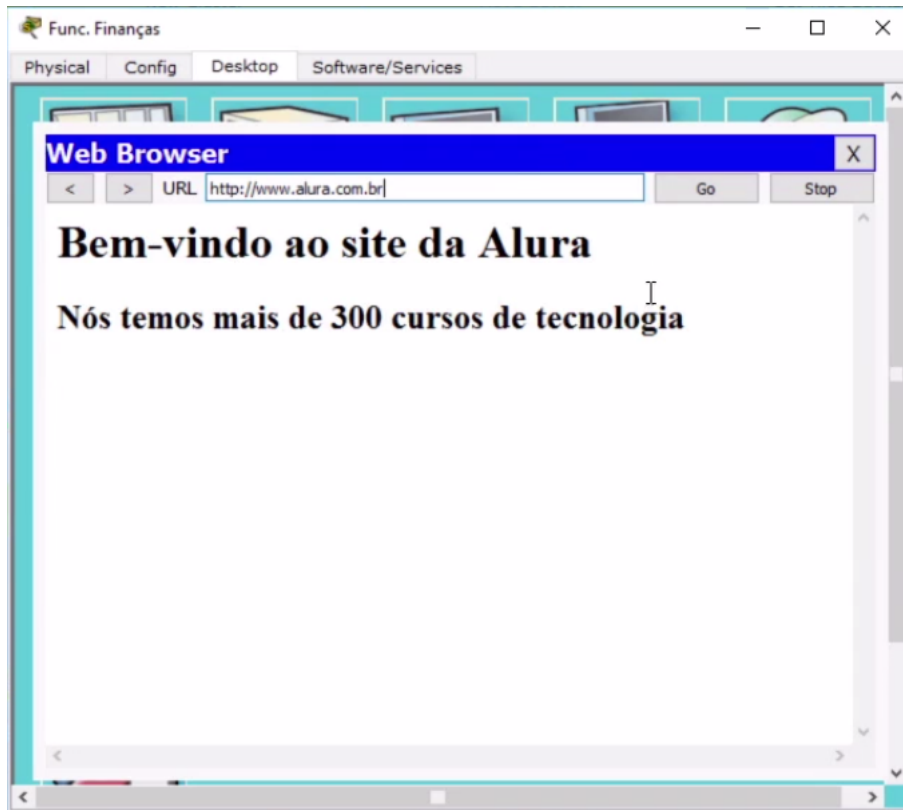 Func. Finanças
Physical Config Desktop Software/Services
Web Browser X
< > URL http://www.alura.com.br Go Stop
Bem-vindo ao site da Alura
Nós temos mais de 300 cursos de tecnologia